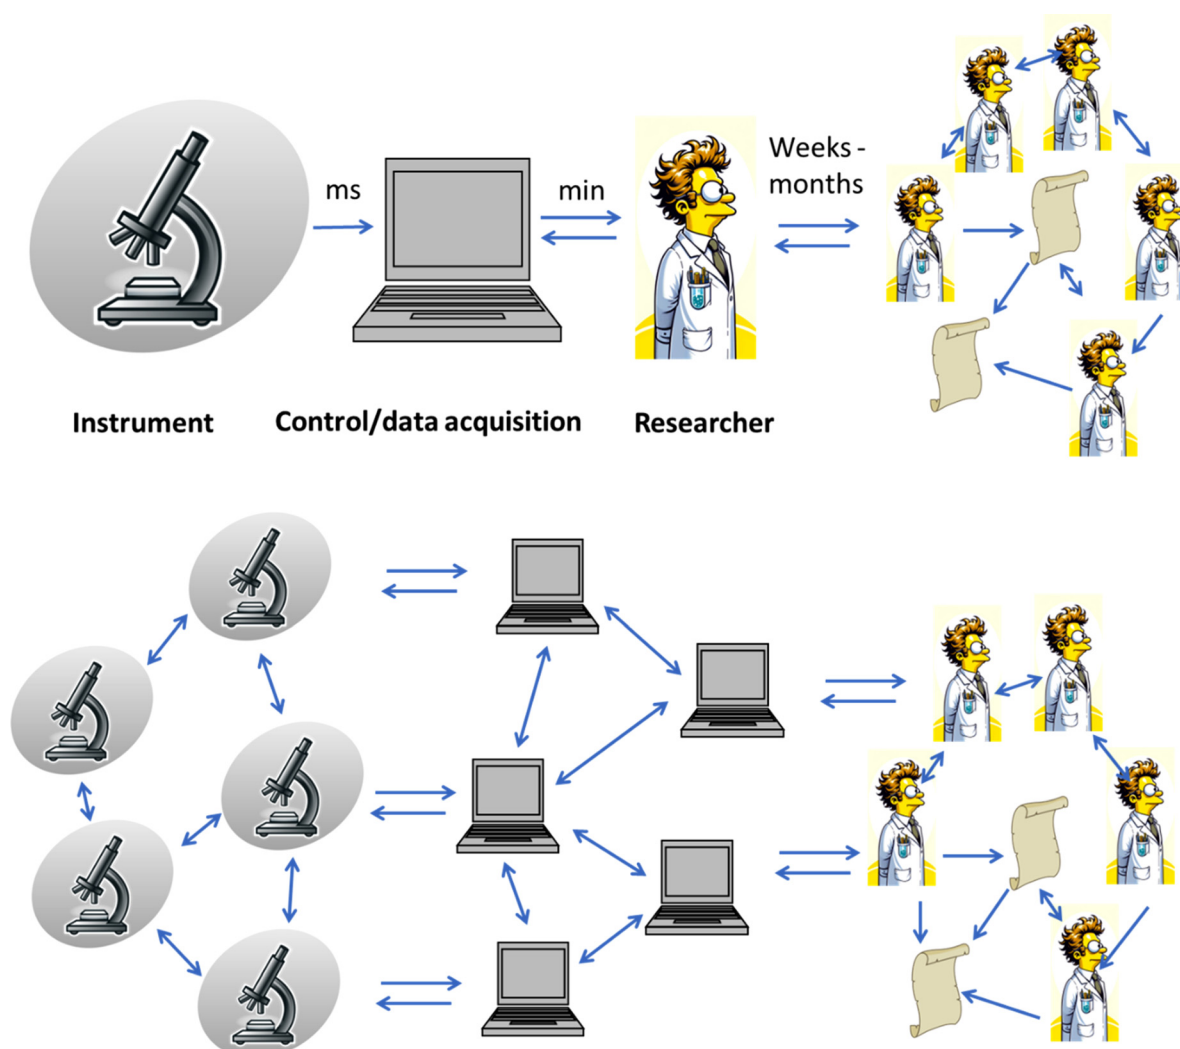 ms
min
Weeks -
months
Instrument
Control/data acquisition
Researcher